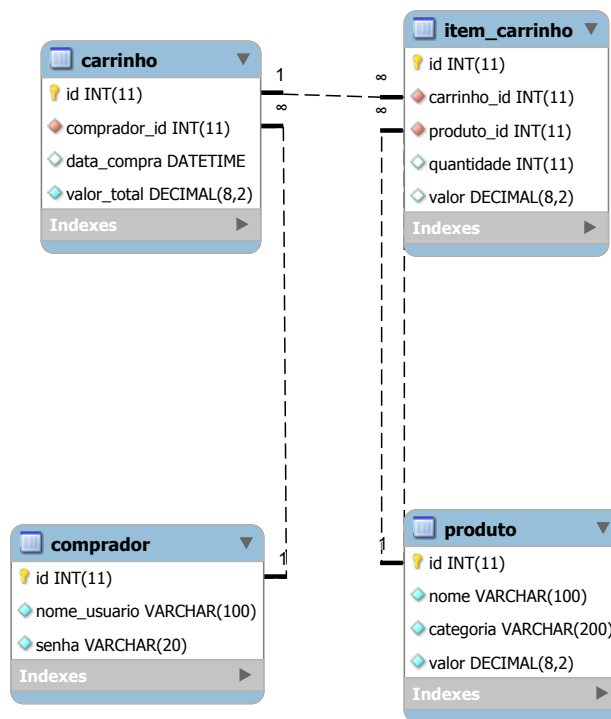 carrinho
id INT(11)
comprador_id INT(11)
data_compra DATETIME
valor_total DECIMAL(8,2)
Indexes
1
∞
∞
∞
item_carrinho
id INT(11)
carrinho_id INT(11)
produto_id INT(11)
quantidade INT(11)
valor DECIMAL(8,2)
Indexes
comprador
id INT(11)
nome_usuario VARCHAR(100)
senha VARCHAR(20)
Indexes
1
1
produto
id INT(11)
nome VARCHAR(100)
categoria VARCHAR(200)
valor DECIMAL(8,2)
Indexes